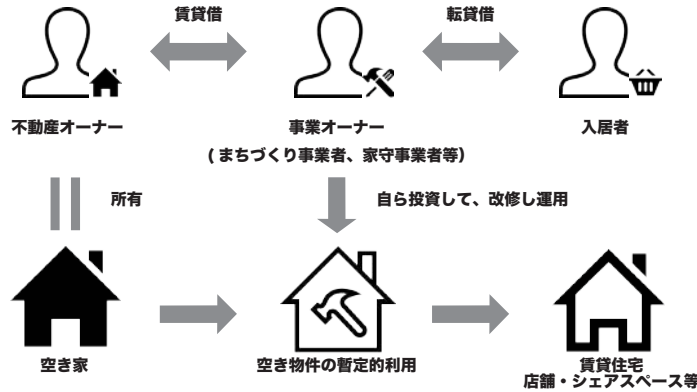 賃貸借
転貸借
不動産オーナー
事業オーナー
入居者
( まちづくり事業者、家守事業者等)
所有
自ら投資して、改修し運用
空き家
空き物件の暫定的利用
賃貸住宅
店舗・シェアスペース等